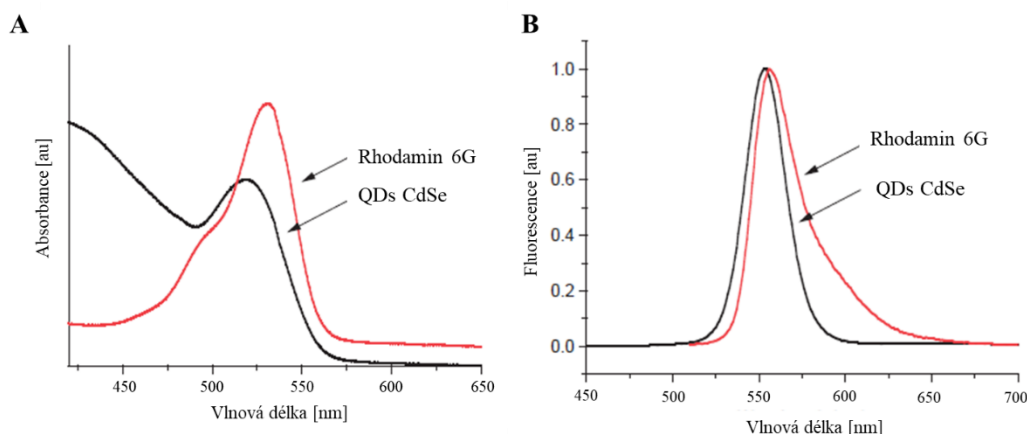 A
Absorbance [au]
Rhodamin 6G
QDs CdSe
450
500
550
600
650
Vlnová délka [nm]
B
Fluorescence [au]
1.0
0.8
0.6
0.4
0.2
0.0
Rhodamin 6G
QDs CdSe
450
500
550
600
650
700
Vlnová délka [nm]